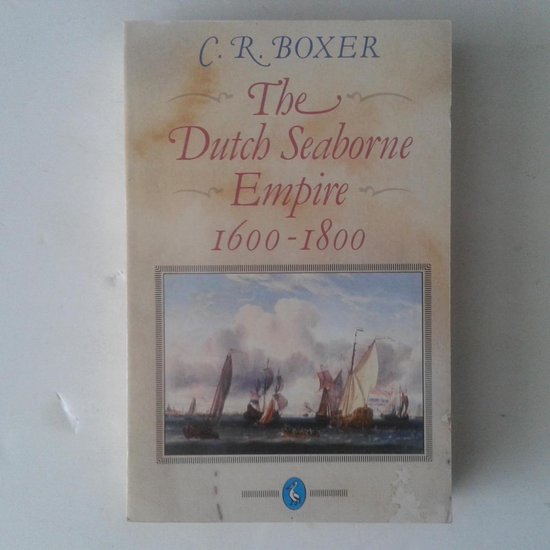 C. R. BOXER
The
Dutch Seaborne
Empire
1600-1800